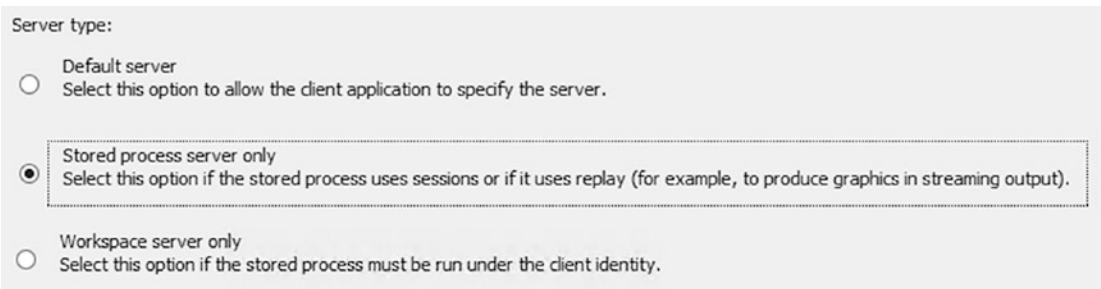 Server type:
Default server
Select this option to allow the client application to specify the server.
Stored process server only
Select this option if the stored process uses sessions or if it uses replay (for example, to produce graphics in streaming output).
Workspace server only
Select this option if the stored process must be run under the client identity.